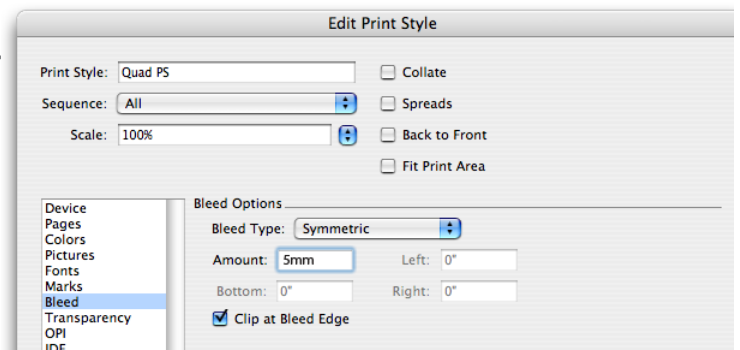 Edit Print Style
Print Style: Quad PS
Collate
Sequence: All
Spreads
Scale: 100%
Back to Front
Fit Print Area
Device
Pages
Colors
Pictures
Fonts
Marks
Bleed
Transparency
OPI
JDF
Bleed Options
Bleed Type: Symmetric
Amount: 5mm Left: 0"
Bottom: 0" Right: 0"
Clip at Bleed Edge